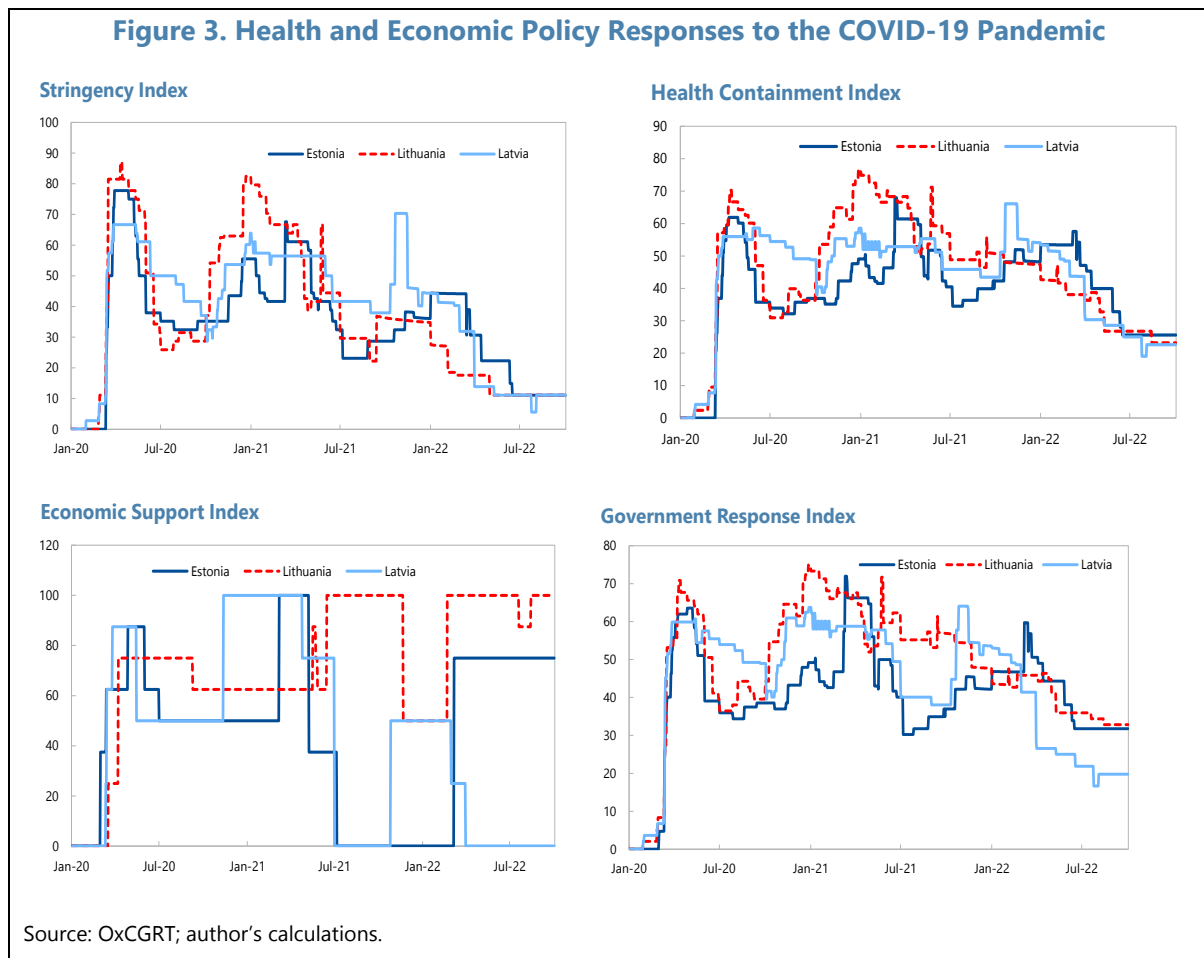 Figure 3. Health and Economic Policy Responses to the COVID-19 Pandemic
Stringency Index
100
90
80
70
60
50
40
30
20
10
0
Estonia Lithuania Latvia
Jan-20 Jul-20 Jan-21 Jul-21 Jan-22 Jul-22
Health Containment Index
90
80
70
60
50
40
30
20
10
0
Estonia Lithuania Latvia
Jan-20 Jul-20 Jan-21 Jul-21 Jan-22 Jul-22
Economic Support Index
120
100
80
60
40
20
0
Estonia Lithuania Latvia
Jan-20 Jul-20 Jan-21 Jul-21 Jan-22 Jul-22
Government Response Index
80
70
60
50
40
30
20
10
0
Estonia Lithuania Latvia
Jan-20 Jul-20 Jan-21 Jul-21 Jan-22 Jul-22
Source: OxCGRT; author's calculations.